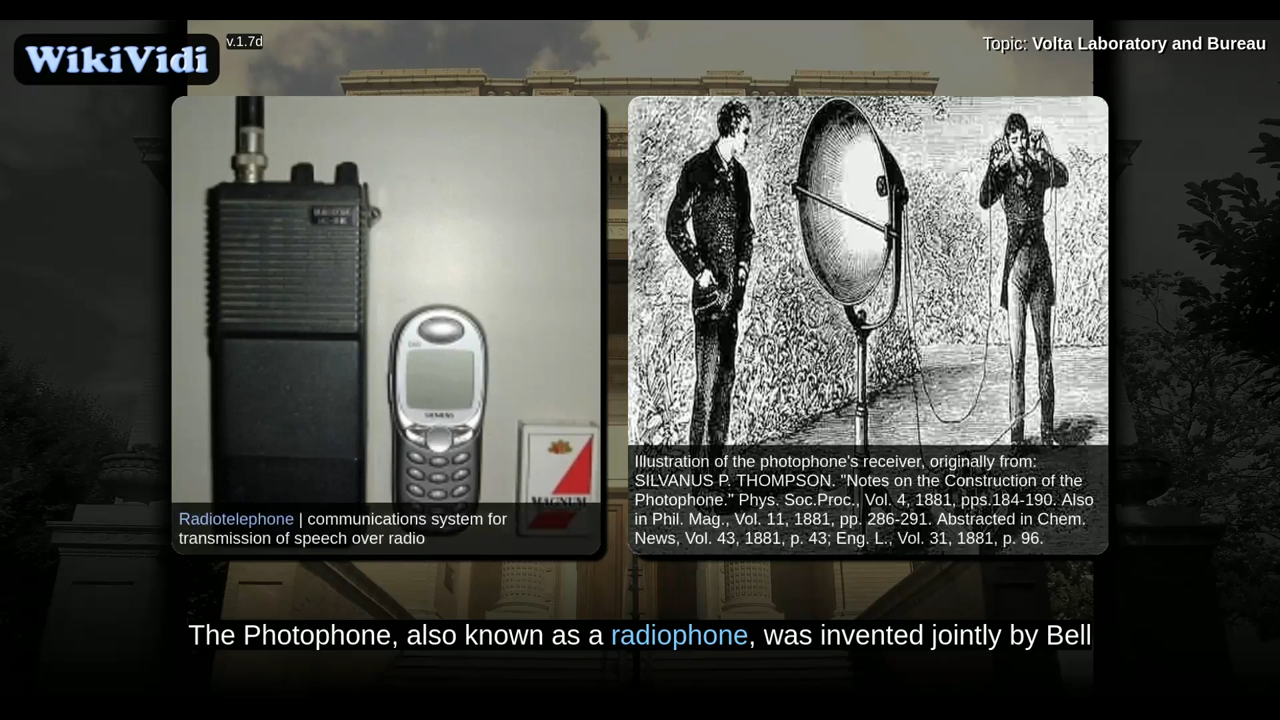 WikiVidi
v.1.7d
Topic: Volta Laboratory and Bureau
SIEMENS
MAGNUM
Radiotelephone | communications system for
transmission of speech over radio
Illustration of the photophone's receiver, originally from:
SILVANUS P. THOMPSON. "Notes on the Construction of the
Photophone." Phys. Soc.Proc., Vol. 4, 1881, pps.184-190. Also
in Phil. Mag., Vol. 11, 1881, pp. 286-291. Abstracted in Chem.
News, Vol. 43, 1881, p. 43; Eng. L., Vol. 31, 1881, p. 96.
The Photophone, also known as a radiophone, was invented jointly by Bell